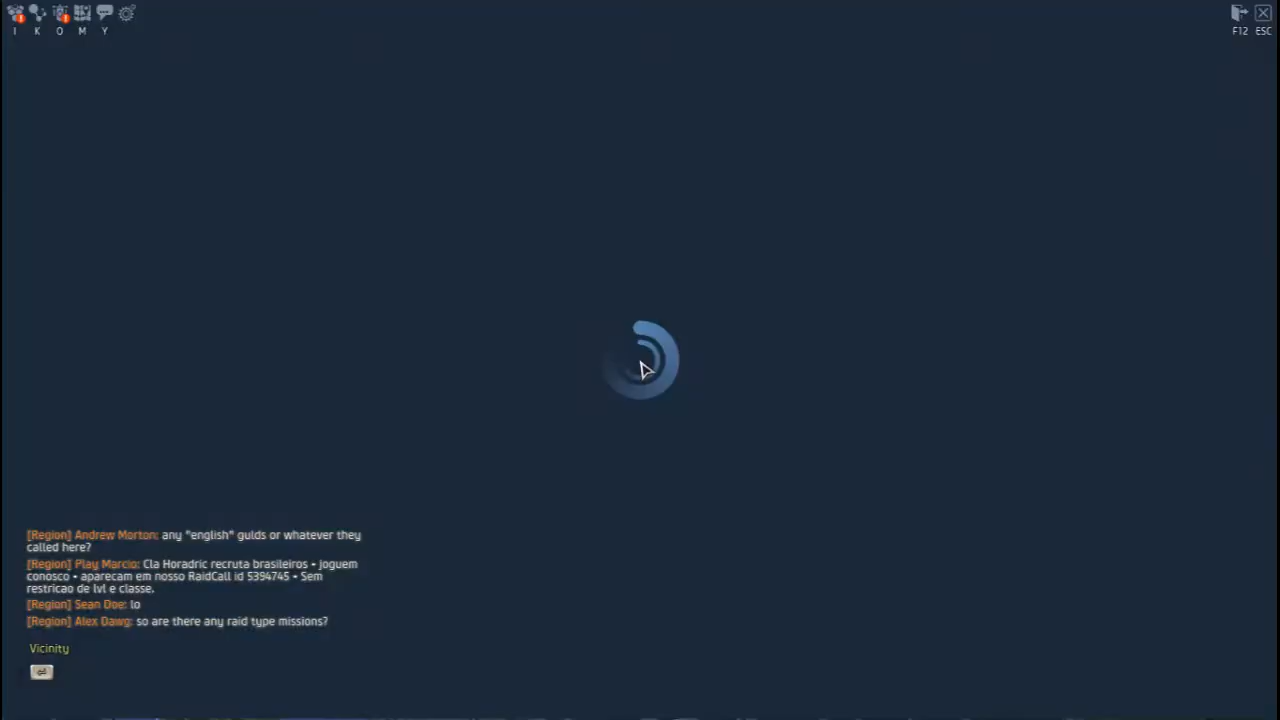 I K O M Y
F12 ESC
[Region] Andrew Morton: any "english" gulds or whatever they
called here?
[Region] Play Marcio: Cla Horadric recruta brasileiros - joguem
conosco - aparecam em nosso RaidCall id 5394745 - Sem
restricao de lvl e classe.
[Region] Sean Doe: lo
[Region] Alex Dawg: so are there any raid type missions?
Vicinity